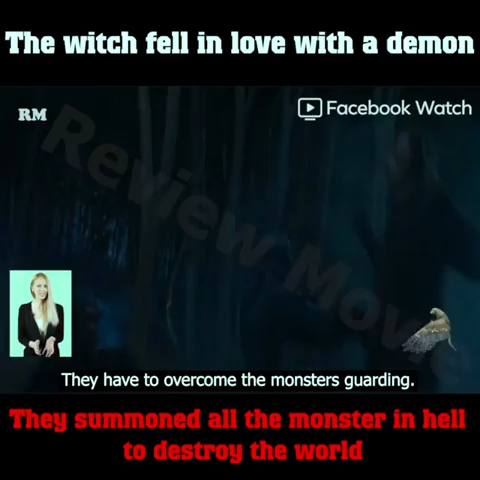 The witch fell in love with a demon
RM
Facebook Watch
Review Movie
They have to overcome the monsters guarding.
They summoned all the monster in hell
to destroy the world